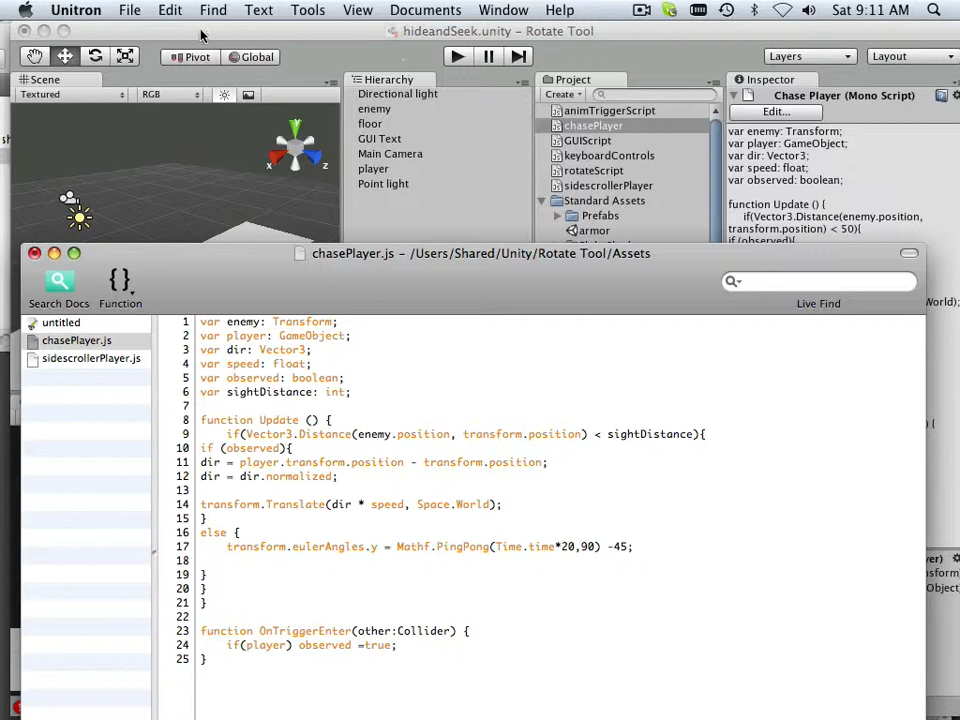 Unitron File Edit Find Text Tools View Documents Window Help Sat 9:11 AM
hideandSeek.unity - Rotate Tool
Pivot Global Layers Layout
Scene Hierarchy Project Inspector
Textured RGB
Create
Directional light
enemy
floor
GUI Text
Main Camera
player
Point light
animTriggerScript
chasePlayer
GUIScript
keyboardControls
rotateScript
sidescrollerPlayer
Standard Assets
Prefabs
armor
Chase Player (Mono Script)
Edit...
var enemy: Transform;
var player: GameObject;
var dir: Vector3;
var speed: float;
var observed: boolean;
function Update () {
if(Vector3.Distance(enemy.position,
transform.position) < 50){
if (observed){
chasePlayer.js - /Users/Shared/Unity/Rotate Tool/Assets
Search Docs Function Live Find
untitled
chasePlayer.js
sidescrollerPlayer.js
1 var enemy: Transform;
2 var player: GameObject;
3 var dir: Vector3;
4 var speed: float;
5 var observed: boolean;
6 var sightDistance: int;
7
8 function Update () {
9 if(Vector3.Distance(enemy.position, transform.position) < sightDistance){
10 if (observed){
11 dir = player.transform.position - transform.position;
12 dir = dir.normalized;
13
14 transform.Translate(dir * speed, Space.World);
15 }
16 else {
17 transform.eulerAngles.y = Mathf.PingPong(Time.time*20,90) -45;
18
19 }
20 }
21 }
22
23 function OnTriggerEnter(other:Collider) {
24 if(player) observed =true;
25 }